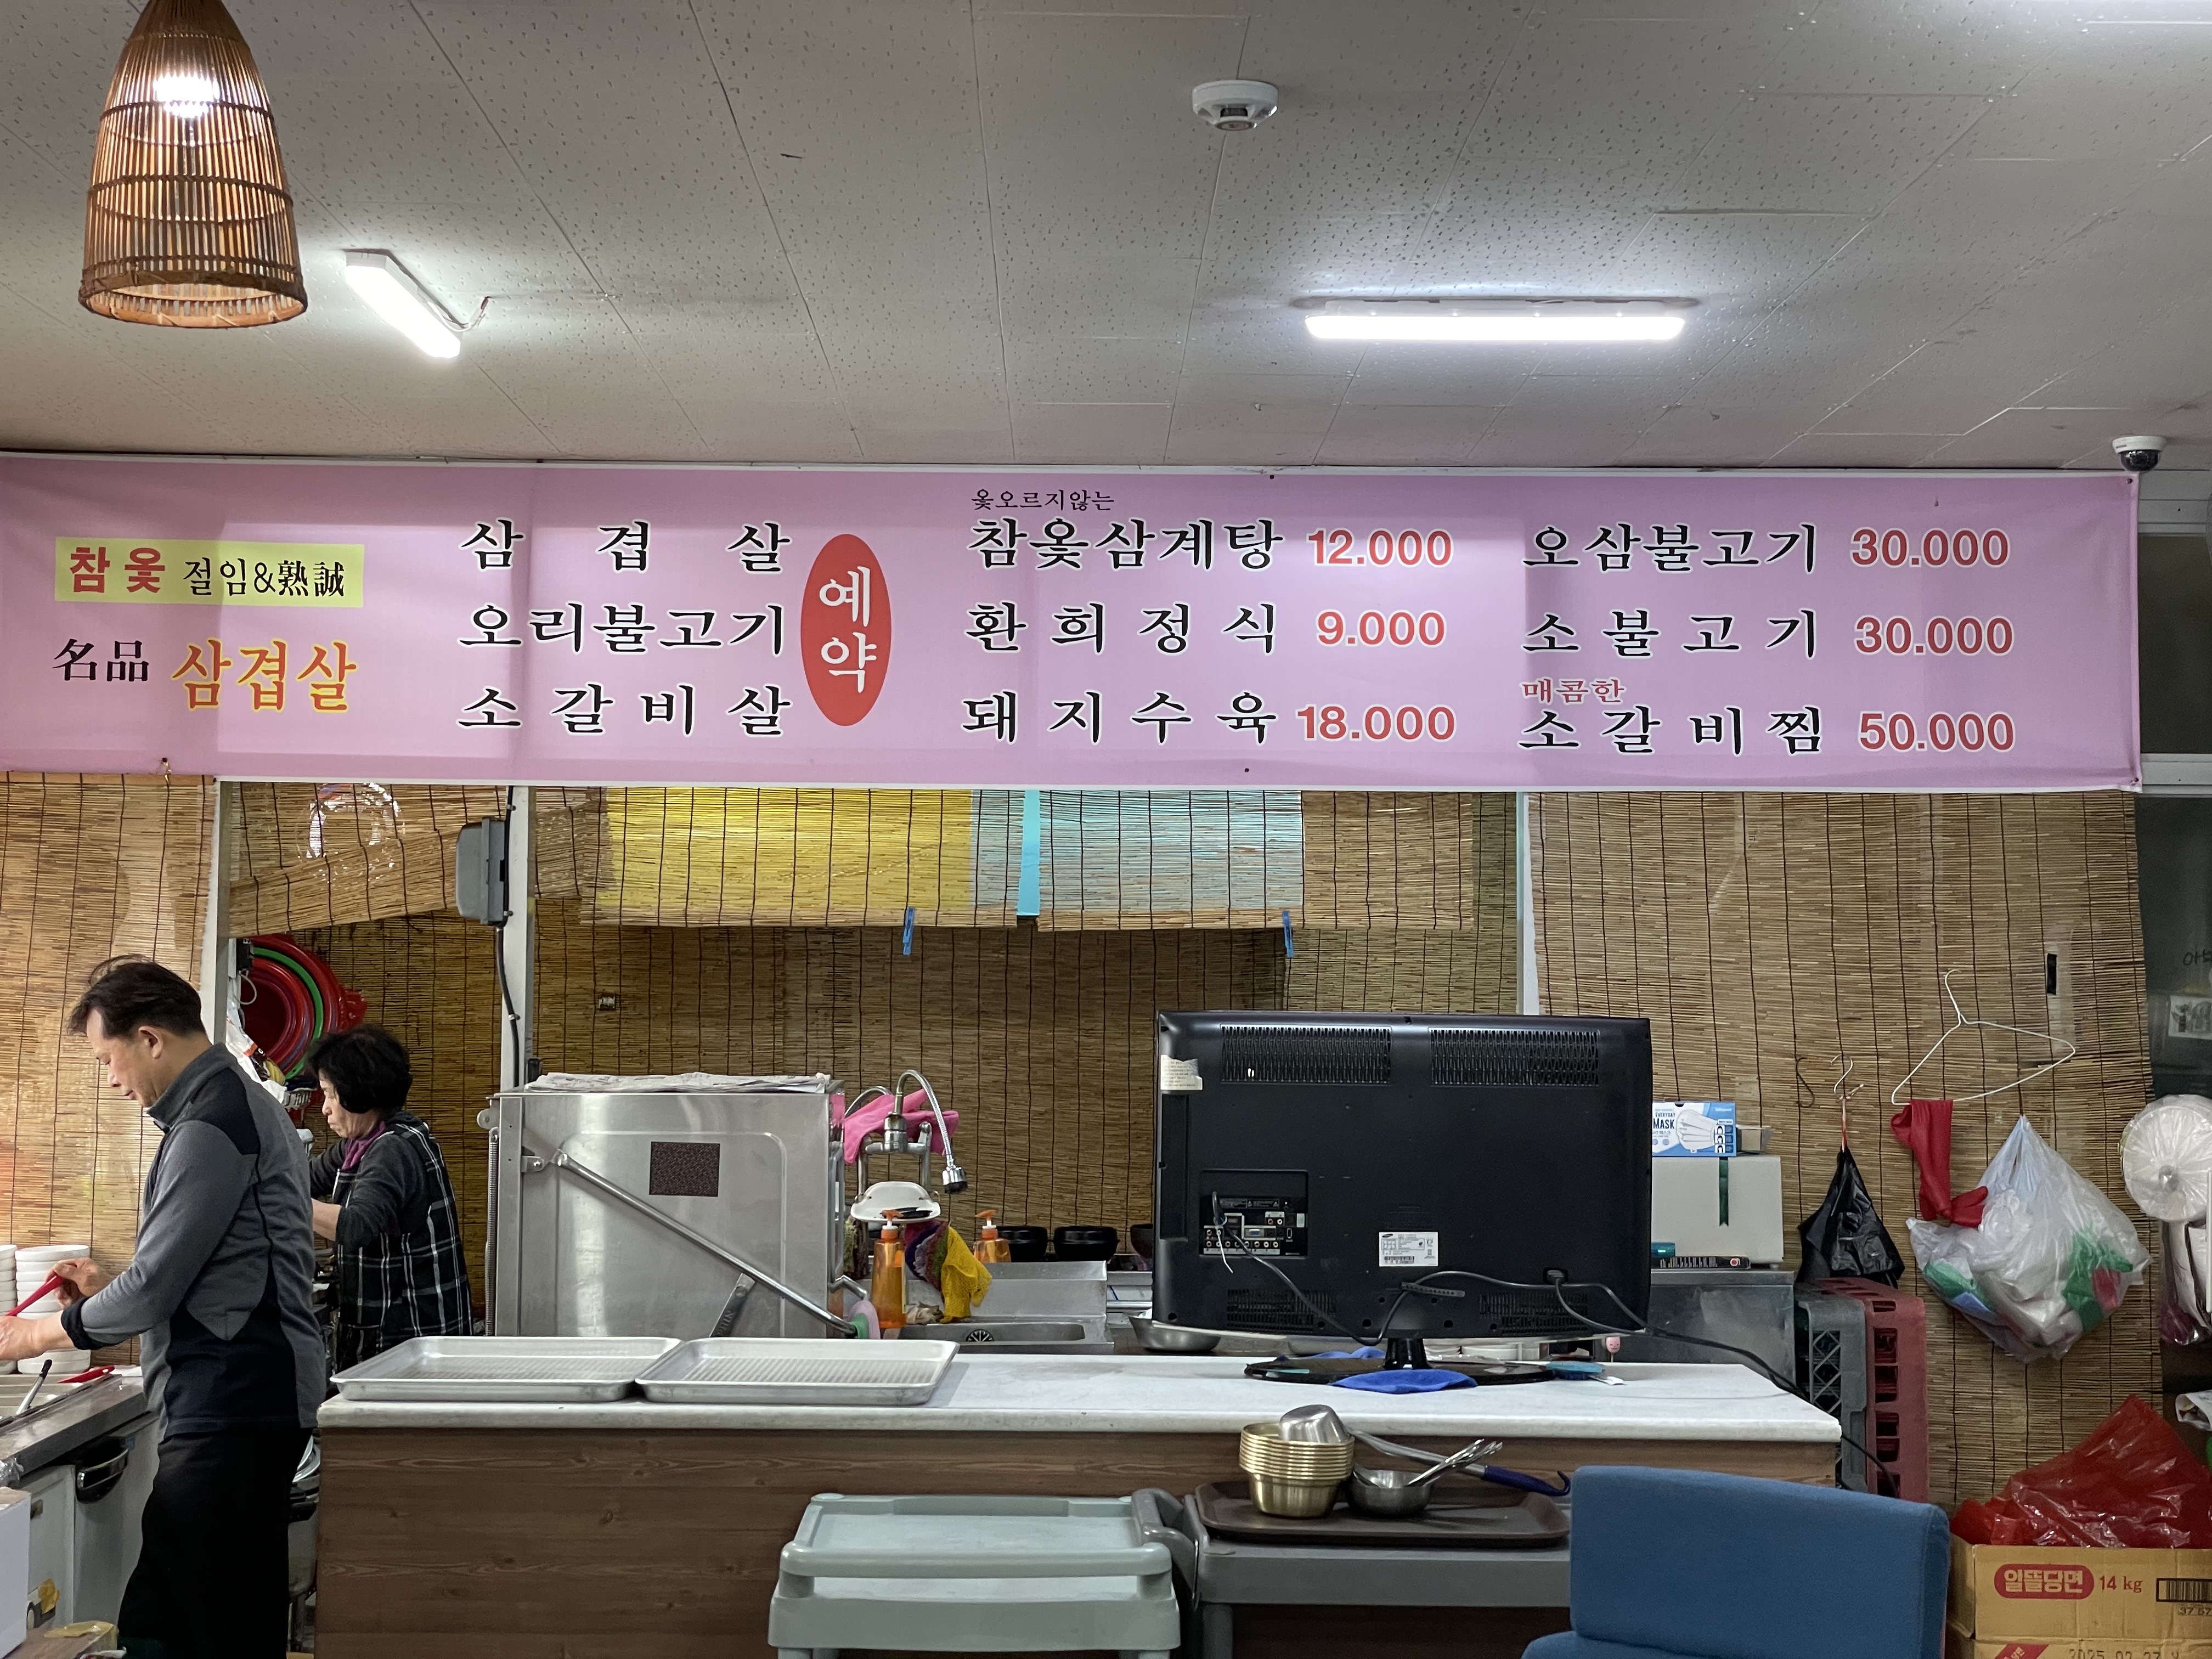 참옻 절임&熟誠
名品 삼겹살
삼겹살
오리불고기
소갈비살
예약
옻오르지않는
참옻삼계탕 12.000
환희정식 9.000
돼지수육 18.000
오삼불고기 30.000
소불고기 30.000
매콤한
소갈비찜 50.000
EVERYDAY
MASK
알뜰당면 14 kg